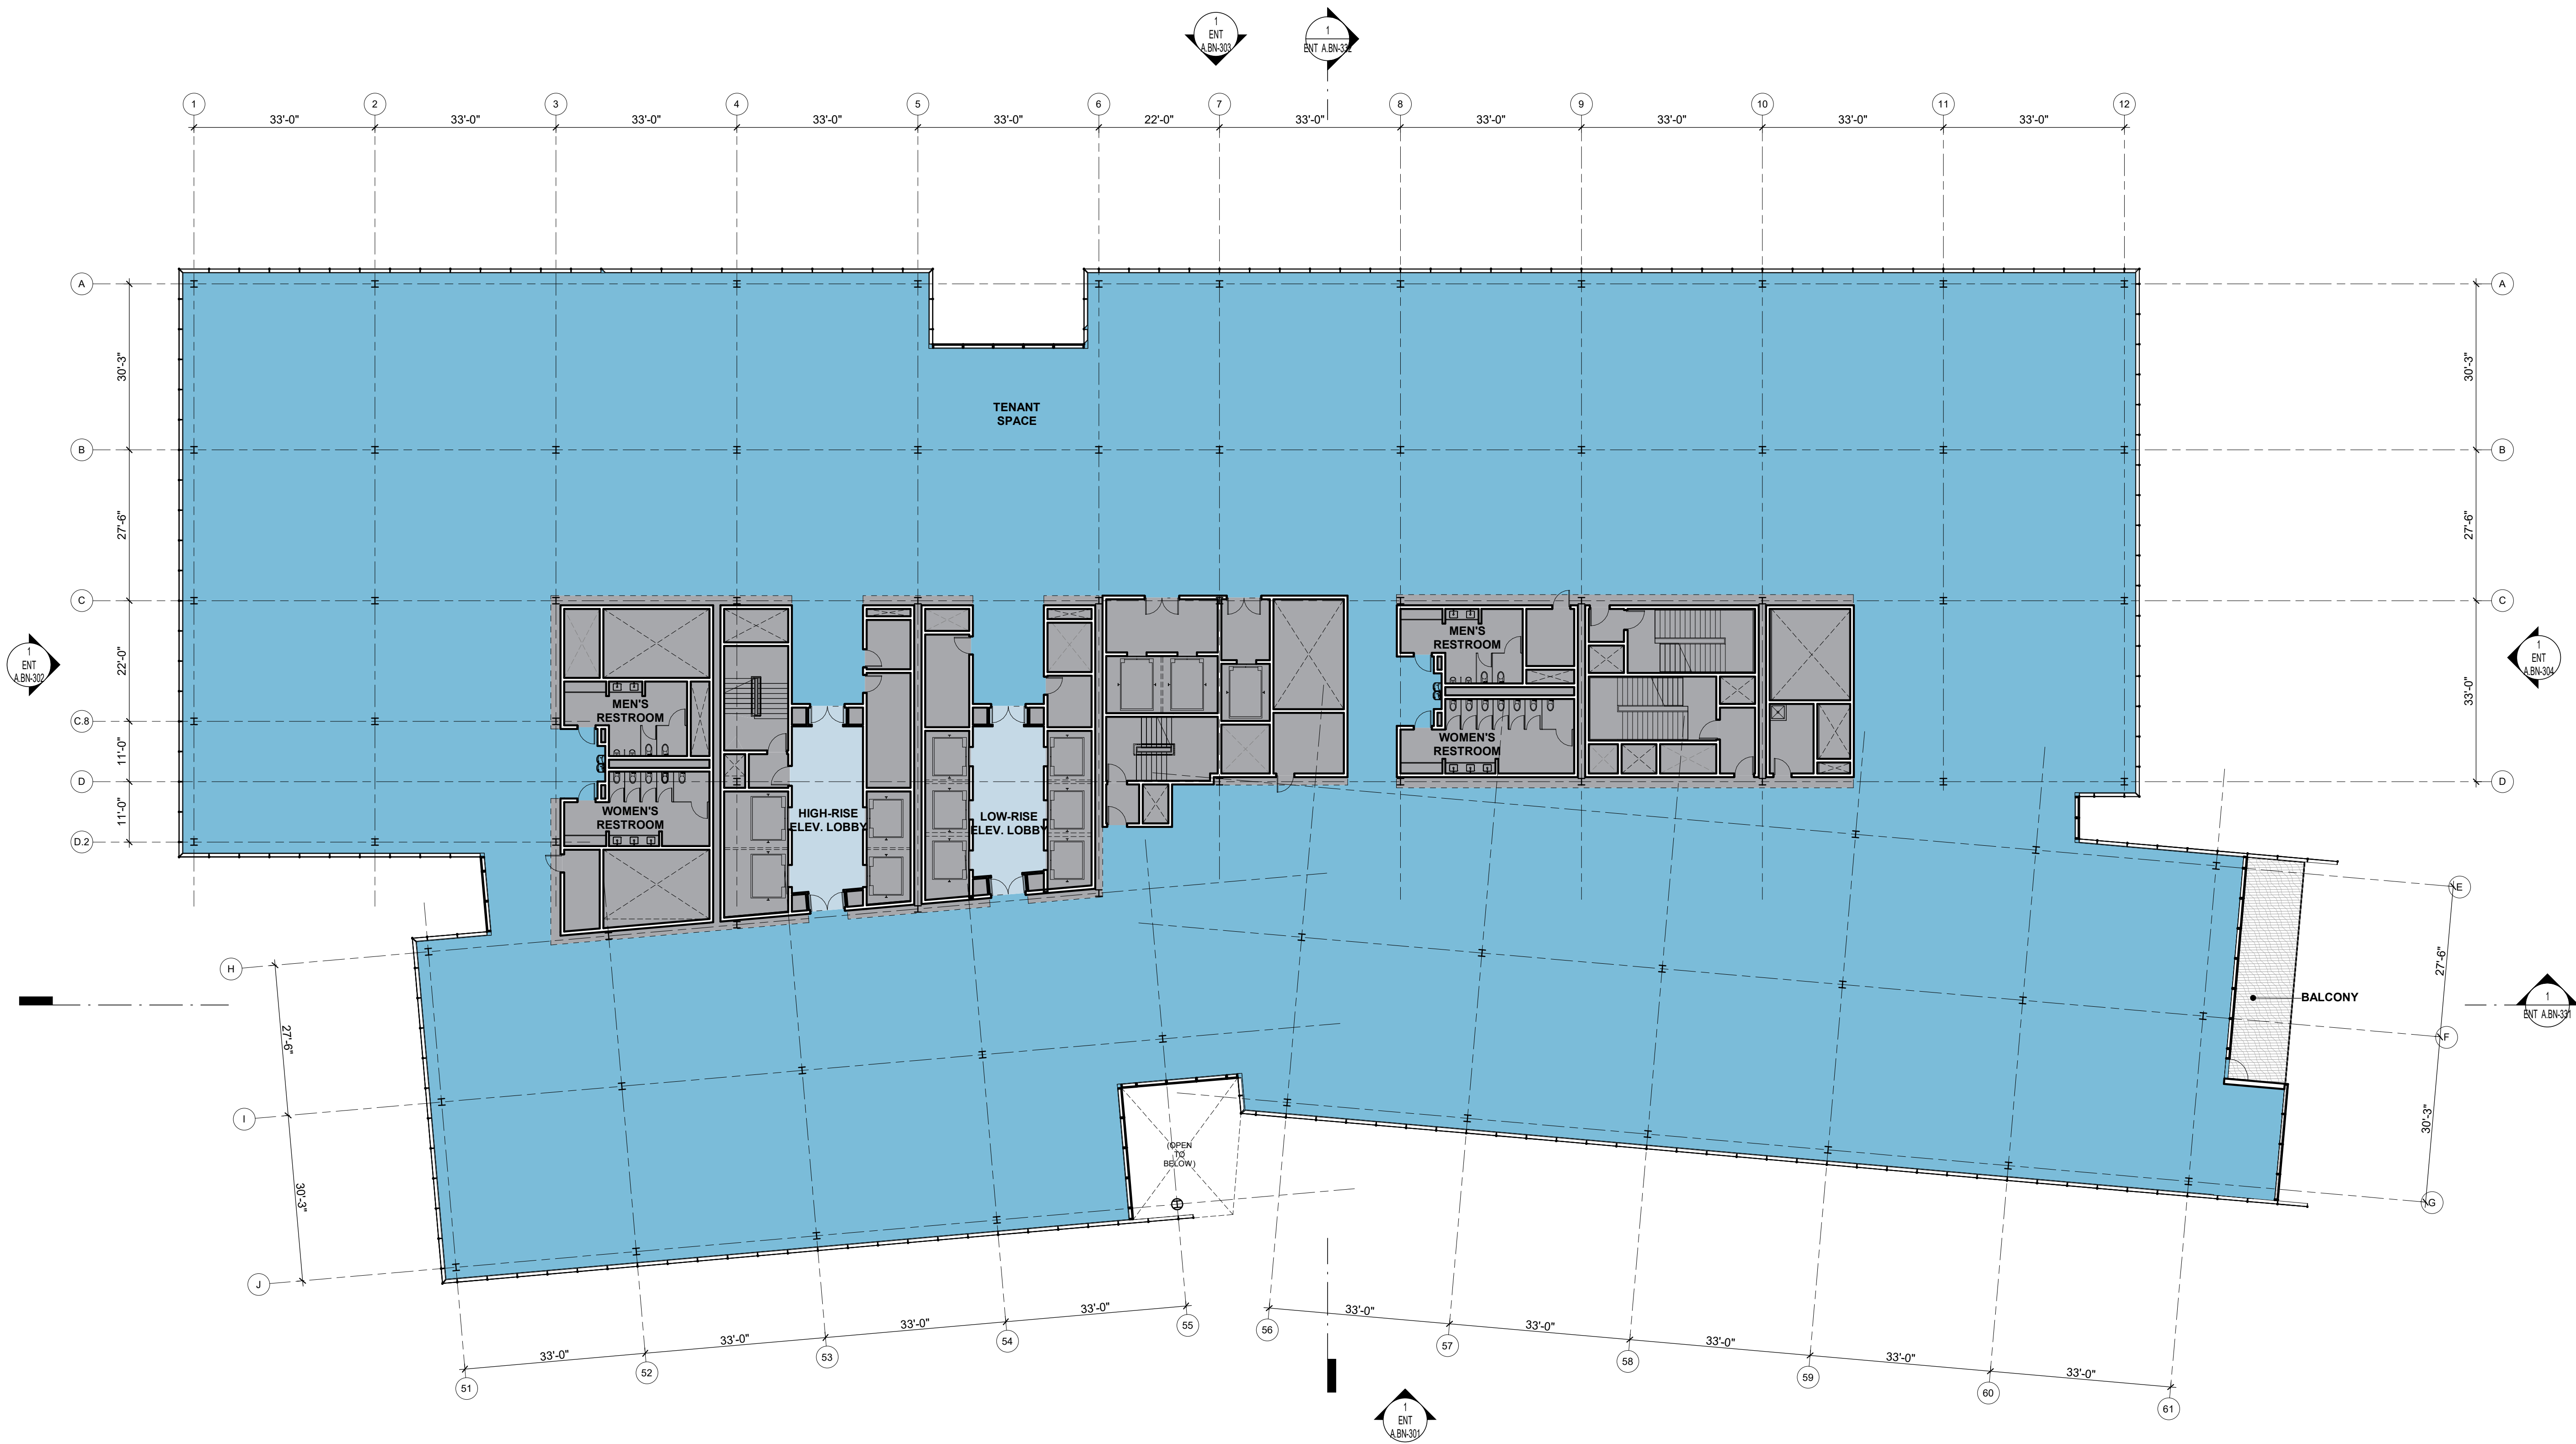 1
ENT
A.BN-303
1
ENT A.BN-332
1
2
3
4
5
6
7
8
9
10
11
12
33'-0"
33'-0"
33'-0"
33'-0"
33'-0"
22'-0"
33'-0"
33'-0"
33'-0"
33'-0"
33'-0"
A
A
30'-3"
30'-3"
TENANT
SPACE
B
B
27'-6"
27'-6"
C
C
1
ENT
A.BN-302
22'-0"
MEN'S
RESTROOM
MEN'S
RESTROOM
33'-0"
1
ENT
A.BN-304
C.8
11'-0"
WOMEN'S
RESTROOM
D
D
11'-0"
WOMEN'S
RESTROOM
HIGH-RISE
ELEV. LOBBY
LOW-RISE
ELEV. LOBBY
D.2
E
H
27'-6"
27'-6"
BALCONY
1
ENT A.BN-331
F
I
30'-3"
30'-3"
(OPEN
TO
BELOW)
G
J
33'-0"
33'-0"
33'-0"
33'-0"
33'-0"
33'-0"
33'-0"
33'-0"
33'-0"
51
52
53
54
55
56
57
58
59
60
61
1
ENT
A.BN-301